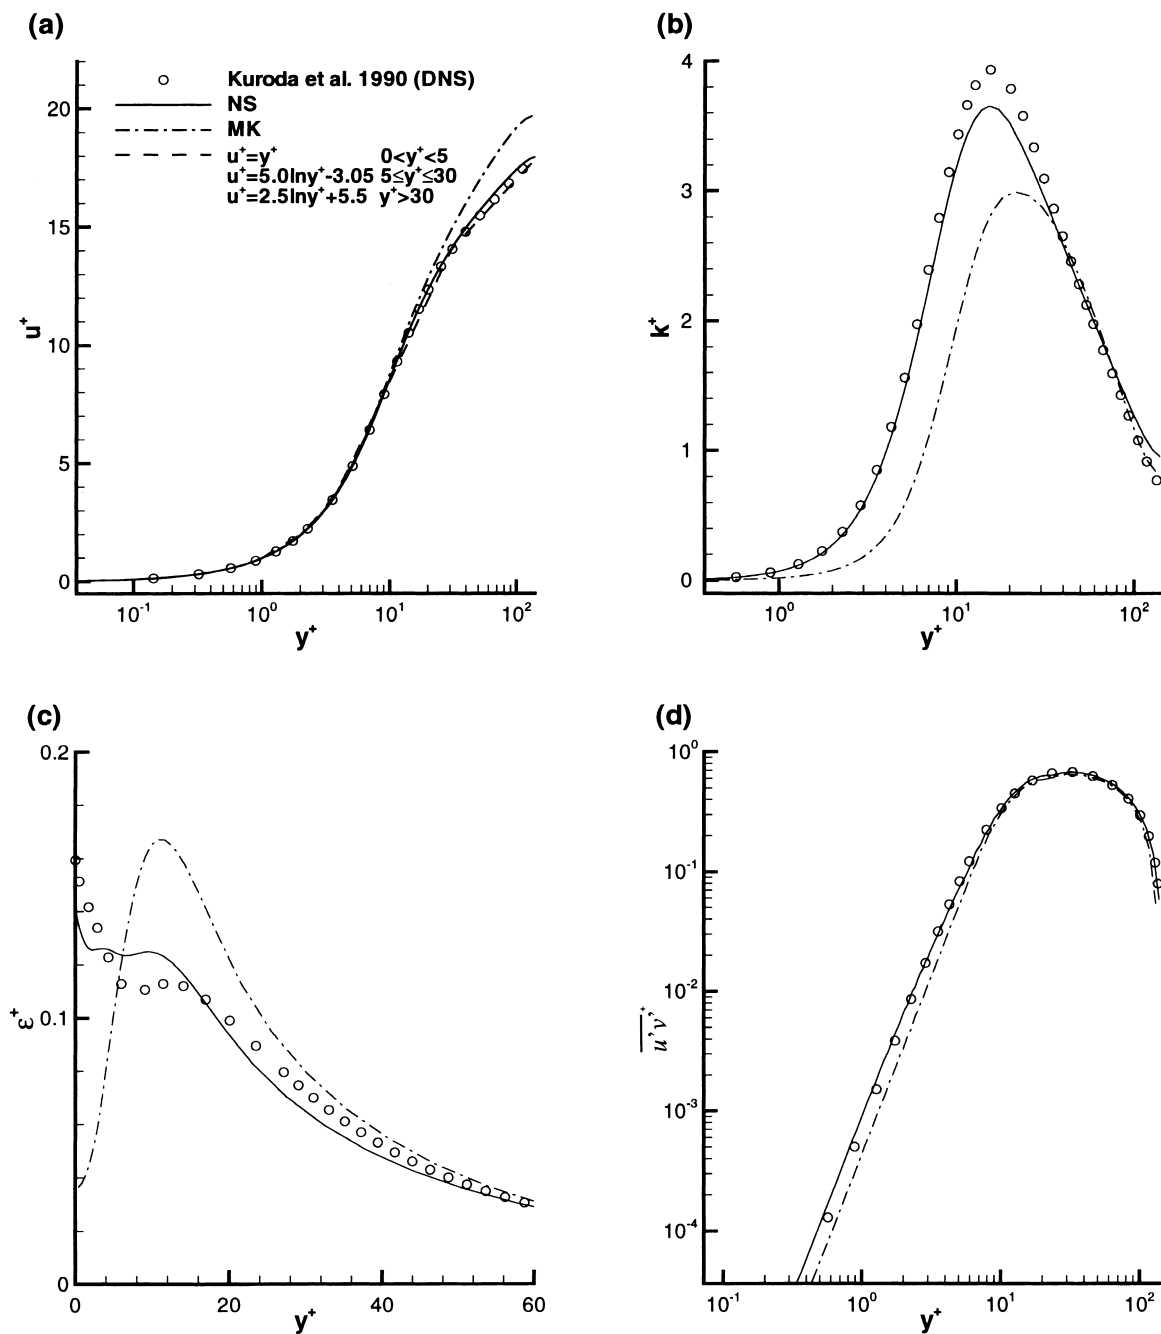 (a)
Kuroda et al. 1990 (DNS)
NS
MK
u⁺=y⁺ 0<y⁺<5
u⁺=5.0lny⁺-3.05 5≤y⁺≤30
u⁺=2.5lny⁺+5.5 y⁺>30
20
15
10
5
0
u⁺
10⁻¹ 10⁰ 10¹ 10²
y⁺
(b)
4
3
2
1
0
k⁺
10⁰ 10¹ 10²
y⁺
(c)
0.2
0.1
0
ε⁺
0 20 40 60
y⁺
(d)
10⁰
10⁻¹
10⁻²
10⁻³
10⁻⁴
u'v'⁺
10⁻¹ 10⁰ 10¹ 10²
y⁺